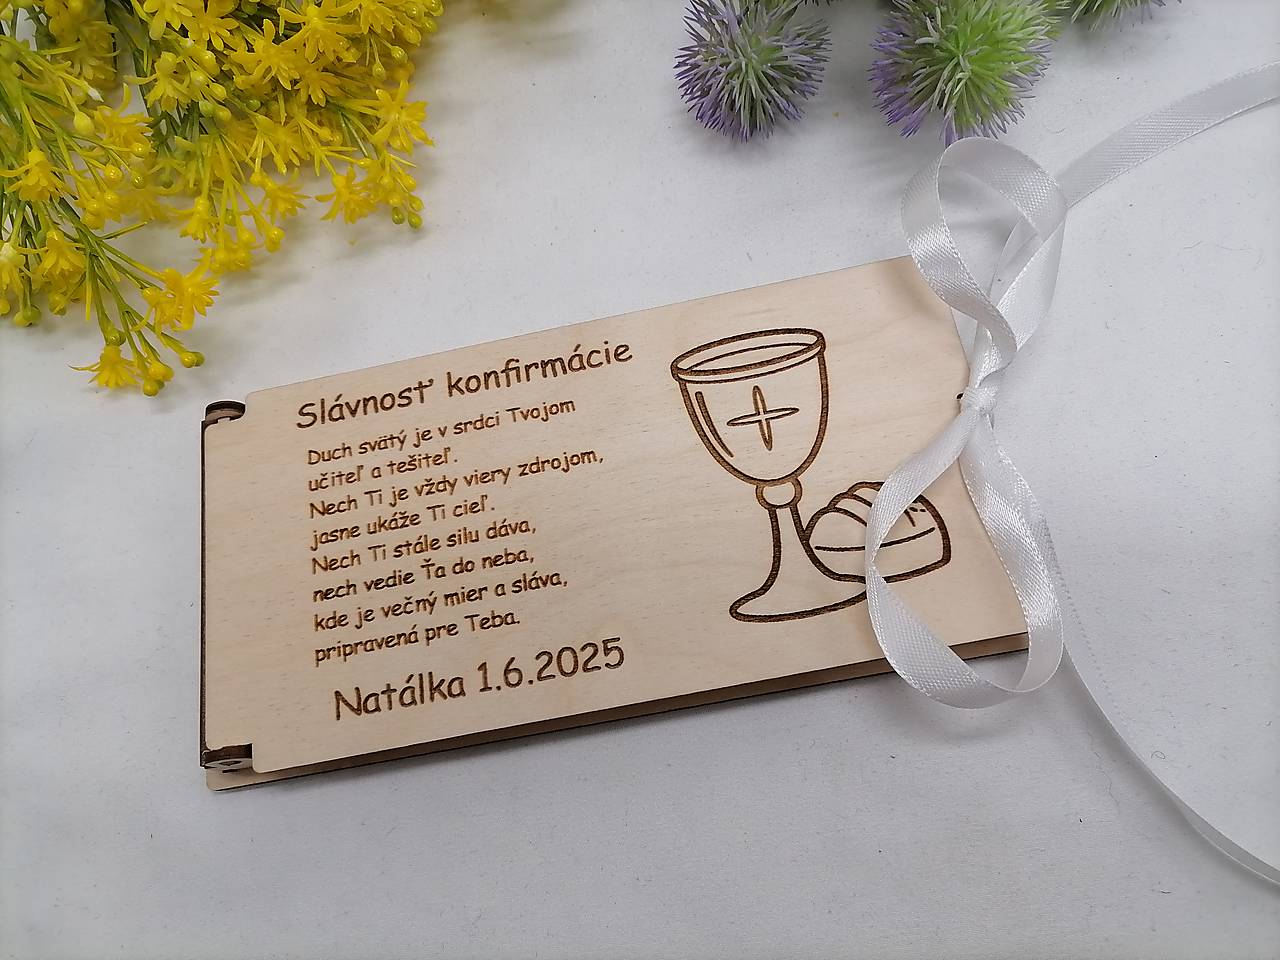 Slávnosť konfirmácie
Duch svätý je v srdci Tvojom
učiteľ a tešiteľ.
Nech Ti je vždy viery zdrojom,
jasne ukáže Ti cieľ.
Nech Ti stále silu dáva,
nech vedie Ťa do neba,
kde je večný mier a sláva,
pripravená pre Teba.
Natálka 1.6.2025